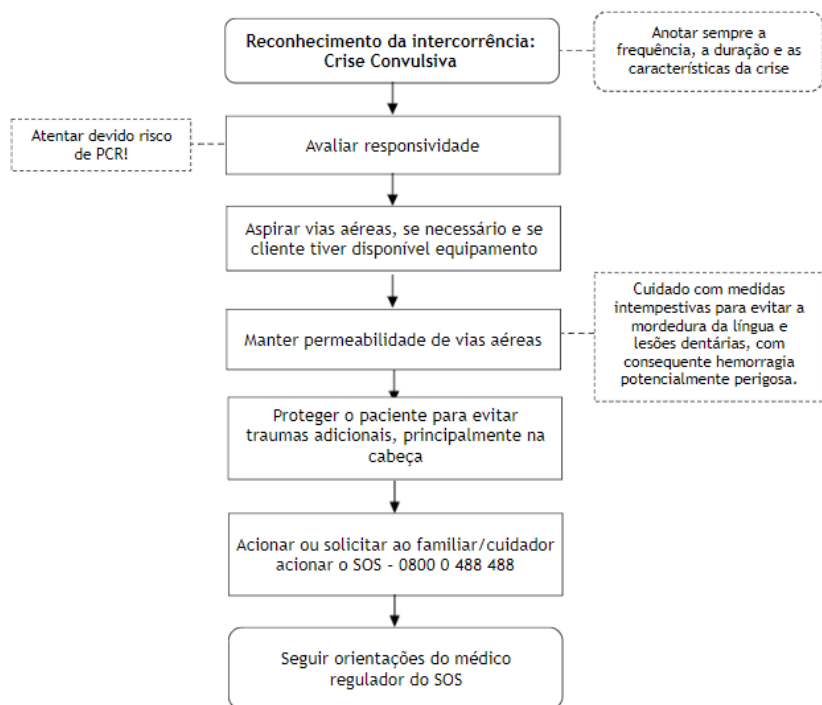 Reconhecimento da intercorrência:
Crise Convulsiva
Anotar sempre a
frequência, a duração e as
características da crise
Atentar devido risco
de PCR!
Avaliar responsividade
Aspirar vias aéreas, se necessário e se
cliente tiver disponível equipamento
Manter permeabilidade de vias aéreas
Cuidado com medidas
intempestivas para evitar a
mordedura da língua e
lesões dentárias, com
consequente hemorragia
potencialmente perigosa.
Proteger o paciente para evitar
traumas adicionais, principalmente na
cabeça
Acionar ou solicitar ao familiar/cuidador
acionar o SOS - 0800 0 488 488
Seguir orientações do médico
regulador do SOS